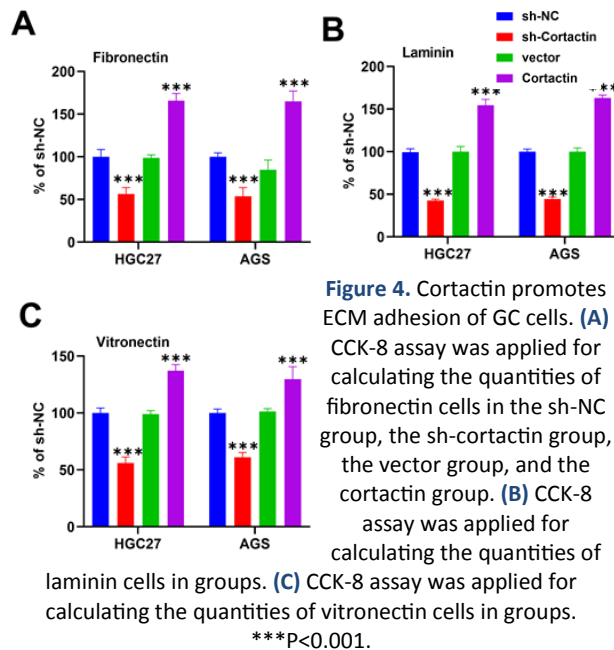 A
Fibronectin
200
150
100
50
0
% of sh-NC
***
***
***
***
HGC27
AGS
B
sh-NC
sh-Cortactin
vector
Cortactin
Laminin
200
150
100
50
0
% of sh-NC
***
***
***
**
HGC27
AGS
C
Vitronectin
150
100
50
0
% of sh-NC
***
***
***
***
HGC27
AGS
Figure 4. Cortactin promotes
ECM adhesion of GC cells. (A)
CCK-8 assay was applied for
calculating the quantities of
fibronectin cells in the sh-NC
group, the sh-cortactin group,
the vector group, and the
cortactin group. (B) CCK-8
assay was applied for
calculating the quantities of
laminin cells in groups. (C) CCK-8 assay was applied for
calculating the quantities of vitronectin cells in groups.
***P<0.001.